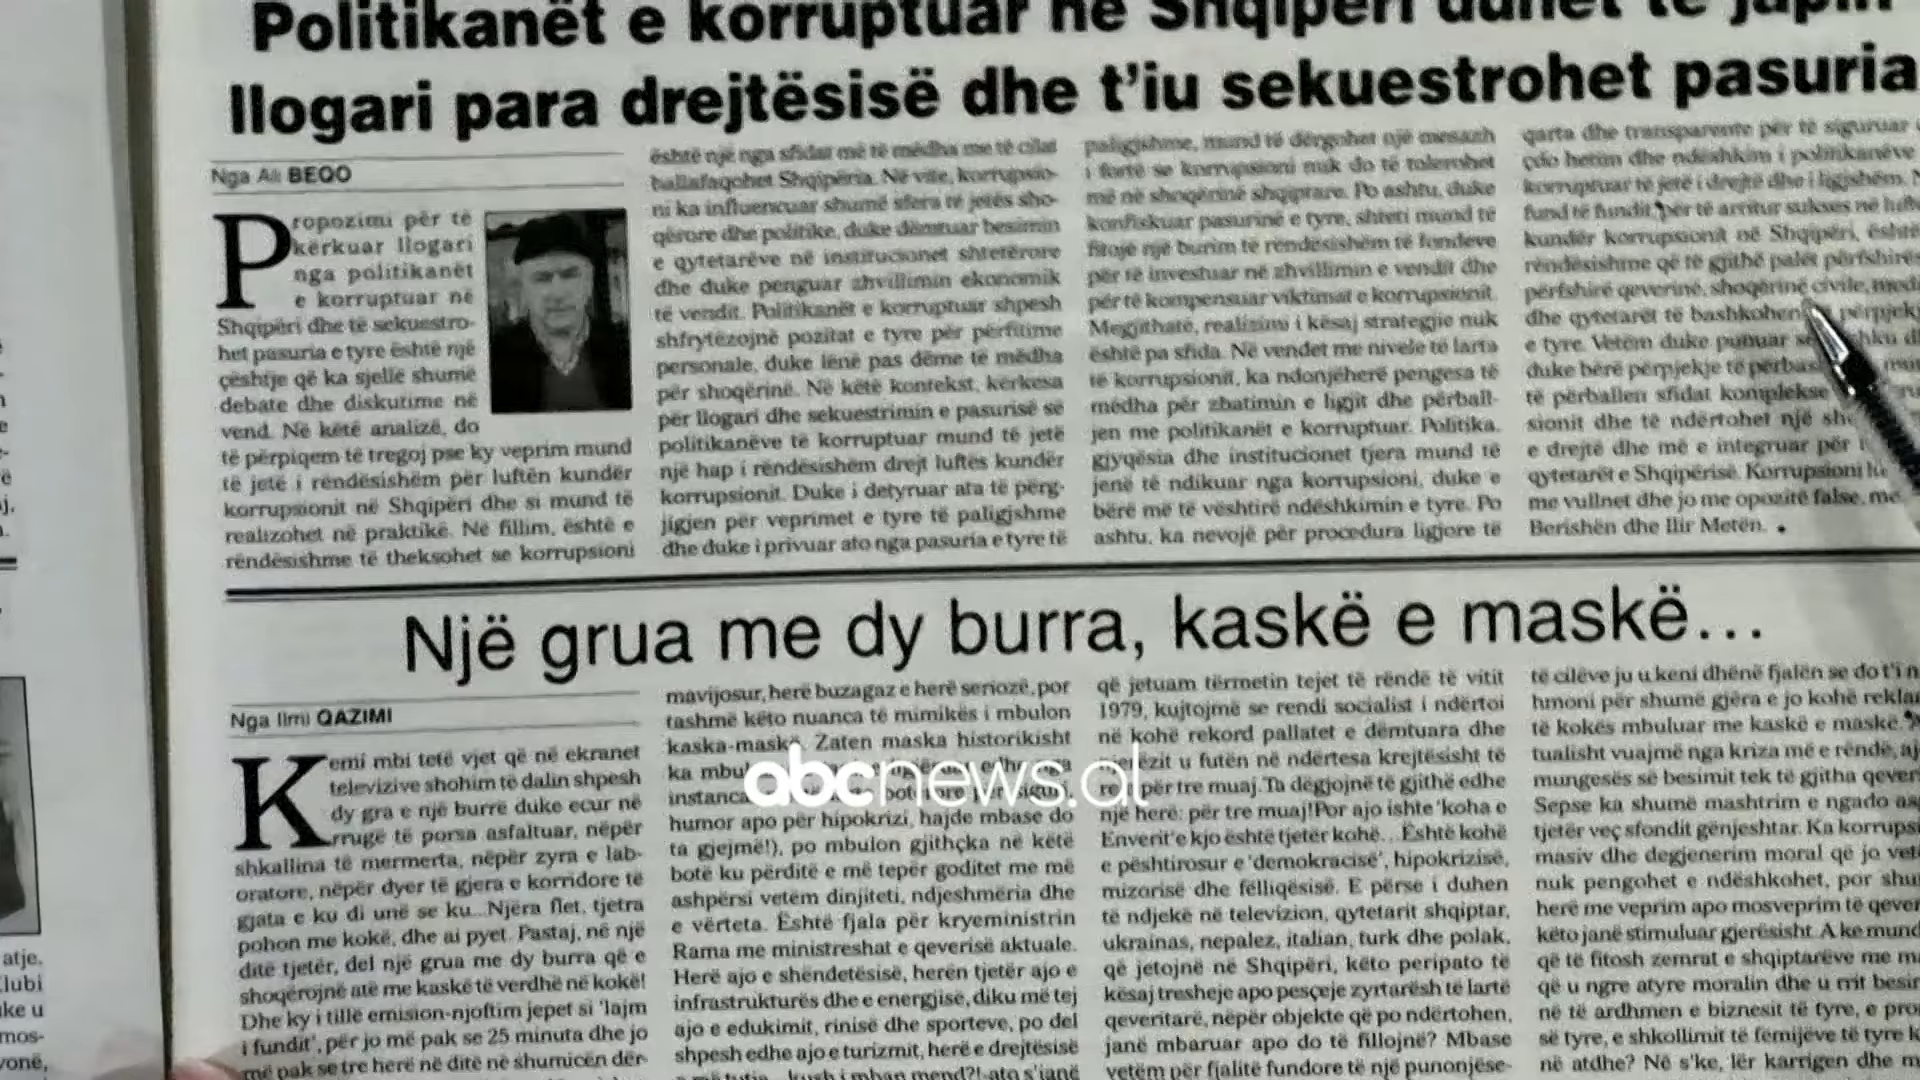 Politikanët e korruptuar në Shqipëri duhet të japin
llogari para drejtësisë dhe t'iu sekuestrohet pasuria
Nga Ali BEQO
Propozimi për të
kërkuar llogari
nga politikanët
e korruptuar në
Shqipëri dhe të sekuestro-
het pasuria e tyre është një
çështje që ka sjellë shumë
debate dhe diskutime në
vend. Në këtë analizë, do
të përpiqem të tregoj pse ky veprim mund
të jetë i rëndësishëm për luftën kundër
korrupsionit në Shqipëri dhe si mund të
realizohet në praktikë. Në fillim, është e
rëndësishme të theksohet se korrupsioni
është një nga sfidat më të mëdha me të cilat
ballafaqohet Shqipëria. Në vite, korrupsio-
ni ka influencuar shumë sfera të jetës sho-
qërore dhe politike, duke dëmtuar besimin
e qytetarëve në institucionet shtetërore
dhe duke penguar zhvillimin ekonomik
të vendit. Politikanët e korruptuar shpesh
shfrytëzojnë pozitat e tyre për përfitime
personale, duke lënë pas dëme të mëdha
për shoqërinë. Në këtë kontekst, kërkesa
për llogari dhe sekuestrimin e pasurisë së
politikanëve të korruptuar mund të jetë
një hap i rëndësishëm drejt luftës kundër
korrupsionit. Duke i detyruar ata të përg-
jigjen për veprimet e tyre të paligjshme
dhe duke i privuar ato nga pasuria e tyre të
paligjshme, mund të dërgohet një mesazh
i fortë se korrupsioni nuk do të tolerohet
më në shoqërinë shqiptare. Po ashtu, duke
konfiskuar pasurinë e tyre, shteti mund të
fitojë një burim të rëndësishëm të fondeve
për të investuar në zhvillimin e vendit dhe
për të kompensuar viktimat e korrupsionit.
Megjithatë, realizimi i kësaj strategjie nuk
është pa sfida. Në vendet me nivele të larta
të korrupsionit, ka ndonjëherë pengesa të
mëdha për zbatimin e ligjit dhe përball-
jen me politikanët e korruptuar. Politika,
gjyqësia dhe institucionet tjera mund të
jenë të ndikuar nga korrupsioni, duke e
bërë më të vështirë ndëshkimin e tyre. Po
ashtu, ka nevojë për procedura ligjore të
qarta dhe transparente për të siguruar
çdo hetim dhe ndëshkim i politikanëve
korruptuar të jetë i drejtë dhe i ligjshëm.
fund të fundit, për të arritur sukses në
kundër korrupsionit në Shqipëri, është
rëndësishme që të gjithë palët
përfshirë qeverinë, shoqërinë civile,
dhe qytetarët të bashkohen
e tyre. Vetëm duke punuar
duke bërë përpjekje të
të përballen sfidat komplekse
sionit dhe të ndërtohet një
e drejtë dhe më e integruar për
qytetarët e Shqipërisë. Korrupsioni
me vullnet dhe jo me opozitë false, me
Berishën dhe Ilir Metën.
Një grua me dy burra, kaskë e maskë...
Nga Ilmi QAZIMI
Kemi mbi tetë vjet që në ekranet
televizive shohim të dalin shpesh
dy gra e një burrë duke ecur në
rrugë të porsa asfaltuar, nëpër
shkallina të mermerta, nëpër zyra e lab-
oratore, nëpër dyer të gjera e korridore të
gjata e ku di unë se ku...Njëra flet, tjetra
pohon me kokë, dhe ai pyet. Pastaj, në një
ditë tjetër, del një grua me dy burra që e
shoqërojnë atë me kaskë të verdhë në kokë!
Dhe ky i tillë emision-njoftim jepet si 'lajm
i fundit', për jo më pak se 25 minuta dhe jo
më pak se tre herë në ditë në shumicën dër-
mavijosur, herë buzagaz e herë seriozë, por
tashmë këto nuanca të mimikës i mbulon
kaska-maskë. Zaten maska historikisht
ka
instanca
humor apo për hipokrizi, hajde mbase do
ta gjejmë!), po mbulon gjithçka në këtë
botë ku përditë e më tepër goditet me më
ashpërsi vetëm dinjiteti, ndjeshmëria dhe
e vërteta. Është fjala për kryeministrin
Rama me ministreshat e qeverisë aktuale.
Herë ajo e shëndetësisë, herën tjetër ajo e
infrastrukturës dhe e energjisë, diku më tej
ajo e edukimit, rinisë dhe sporteve, po del
shpesh edhe ajo e turizmit, herë e drejtësisë
kush i mban mend?!-ato s'janë
që jetuam tërmetin tejet të rëndë të vitit
1979, kujtojmë se rendi socialist i ndërtoi
në kohë rekord pallatet e dëmtuara dhe
njerëzit u futën në ndërtesa krejtësisht të
reja për tre muaj. Ta dëgjojnë të gjithë edhe
një herë: për tre muaj!Por ajo ishte 'koha e
Enverit'e kjo është tjetër kohë...Është kohë
e pështirosur e 'demokracisë', hipokrizisë,
mizorisë dhe fëlliqësisë. E përse i duhen
të ndjekë në televizion, qytetarit shqiptar,
ukrainas, nepalez, italian, turk dhe polak,
që jetojnë në Shqipëri, këto peripato të
kësaj tresheje apo pesçeje zyrtarësh të lartë
qeveritarë, nëpër objekte që po ndërtohen,
janë mbaruar apo do të fillojnë? Mbase
vetëm për fjalitë fundore të një punonjëse-
të cilëve ju u keni dhënë fjalën se do t'i
hmoni për shumë gjëra e jo kohë
të kokës mbuluar me kaskë e maskë.
tualisht vuajmë nga kriza më e rëndë,
mungesës së besimit tek të gjitha
Sepse ka shumë mashtrim e ngado
tjetër veç sfondit gënjeshtar. Ka
masiv dhe degjenerim moral që jo
nuk pengohet e ndëshkohet, por
herë me veprim apo mosveprim të
këto janë stimuluar gjerësisht. A ke
që të fitosh zemrat e shqiptarëve me
që u ngre atyre moralin dhe u rrit
në të ardhmen e biznesit të tyre, e
së tyre, e shkollimit të fëmijëve të tyre
në atdhe? Në s'ke, lër karrigen dhe
atje.
abcnews.al